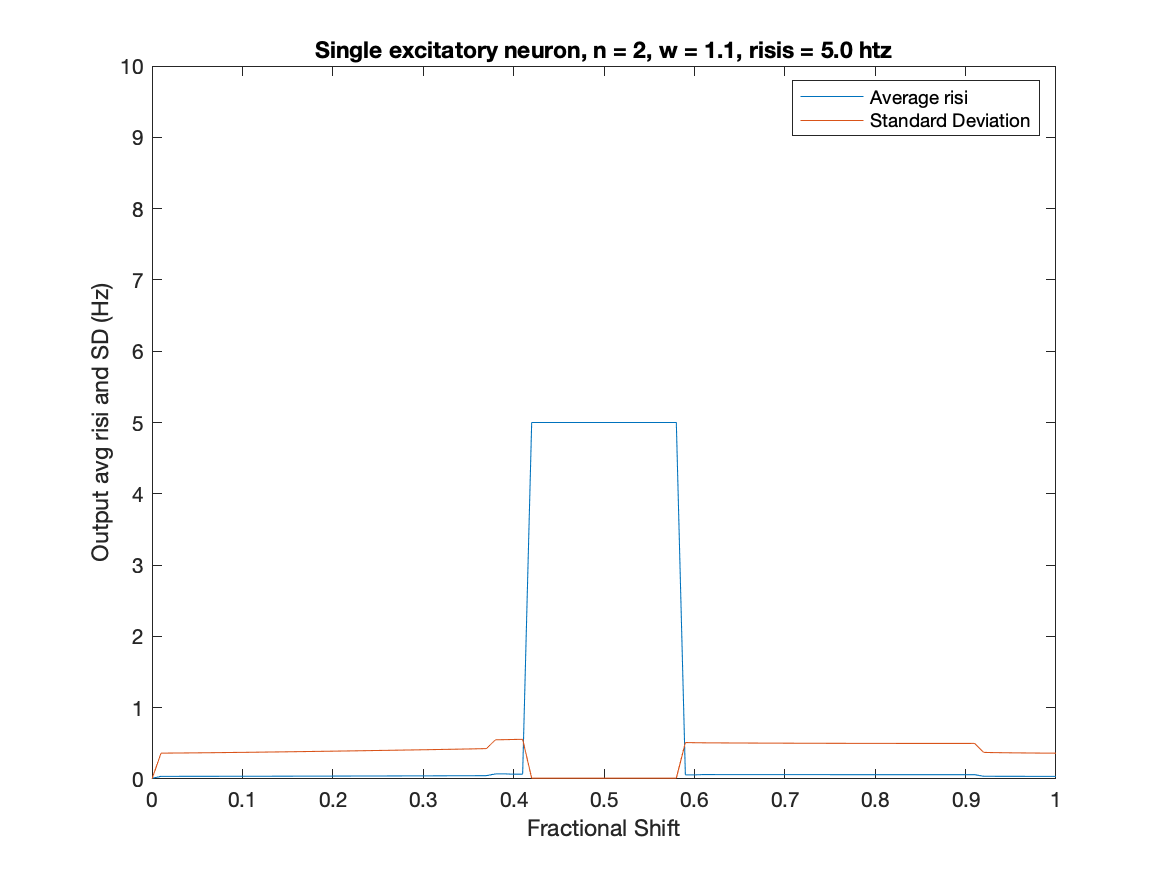 Single excitatory neuron, n = 2, w = 1.1, risis = 5.0 htz
Average risi
Standard Deviation
10
9
8
7
6
5
4
3
2
1
0
Output avg risi and SD (Hz)
0 0.1 0.2 0.3 0.4 0.5 0.6 0.7 0.8 0.9 1
Fractional Shift